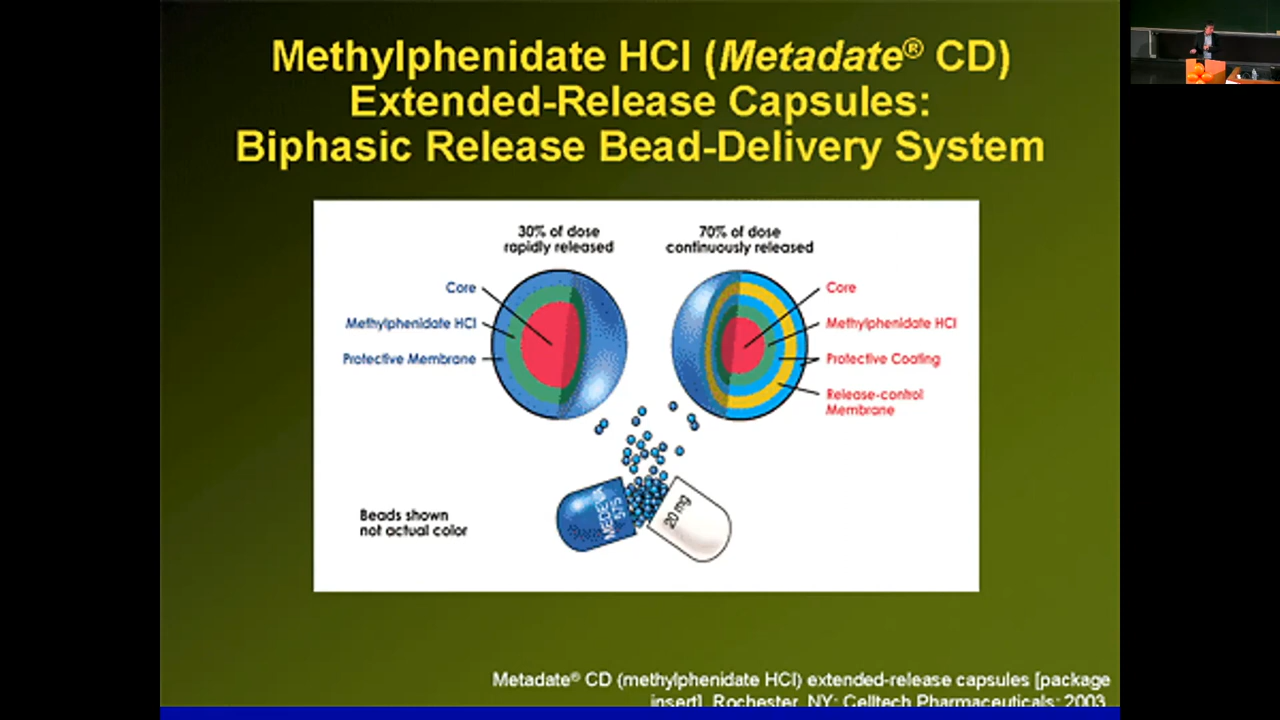 Methylphenidate HCl (Metadate® CD)
Extended-Release Capsules:
Biphasic Release Bead-Delivery System
30% of dose
rapidly released
70% of dose
continuously released
Core
Methylphenidate HCl
Protective Membrane
Core
Methylphenidate HCl
Protective Coating
Release-control
Membrane
MEDEVA
575
20 mg
Beads shown
not actual color
Metadate® CD (methylphenidate HCl) extended-release capsules [package
insert]. Rochester, NY: Celltech Pharmaceuticals; 2003.